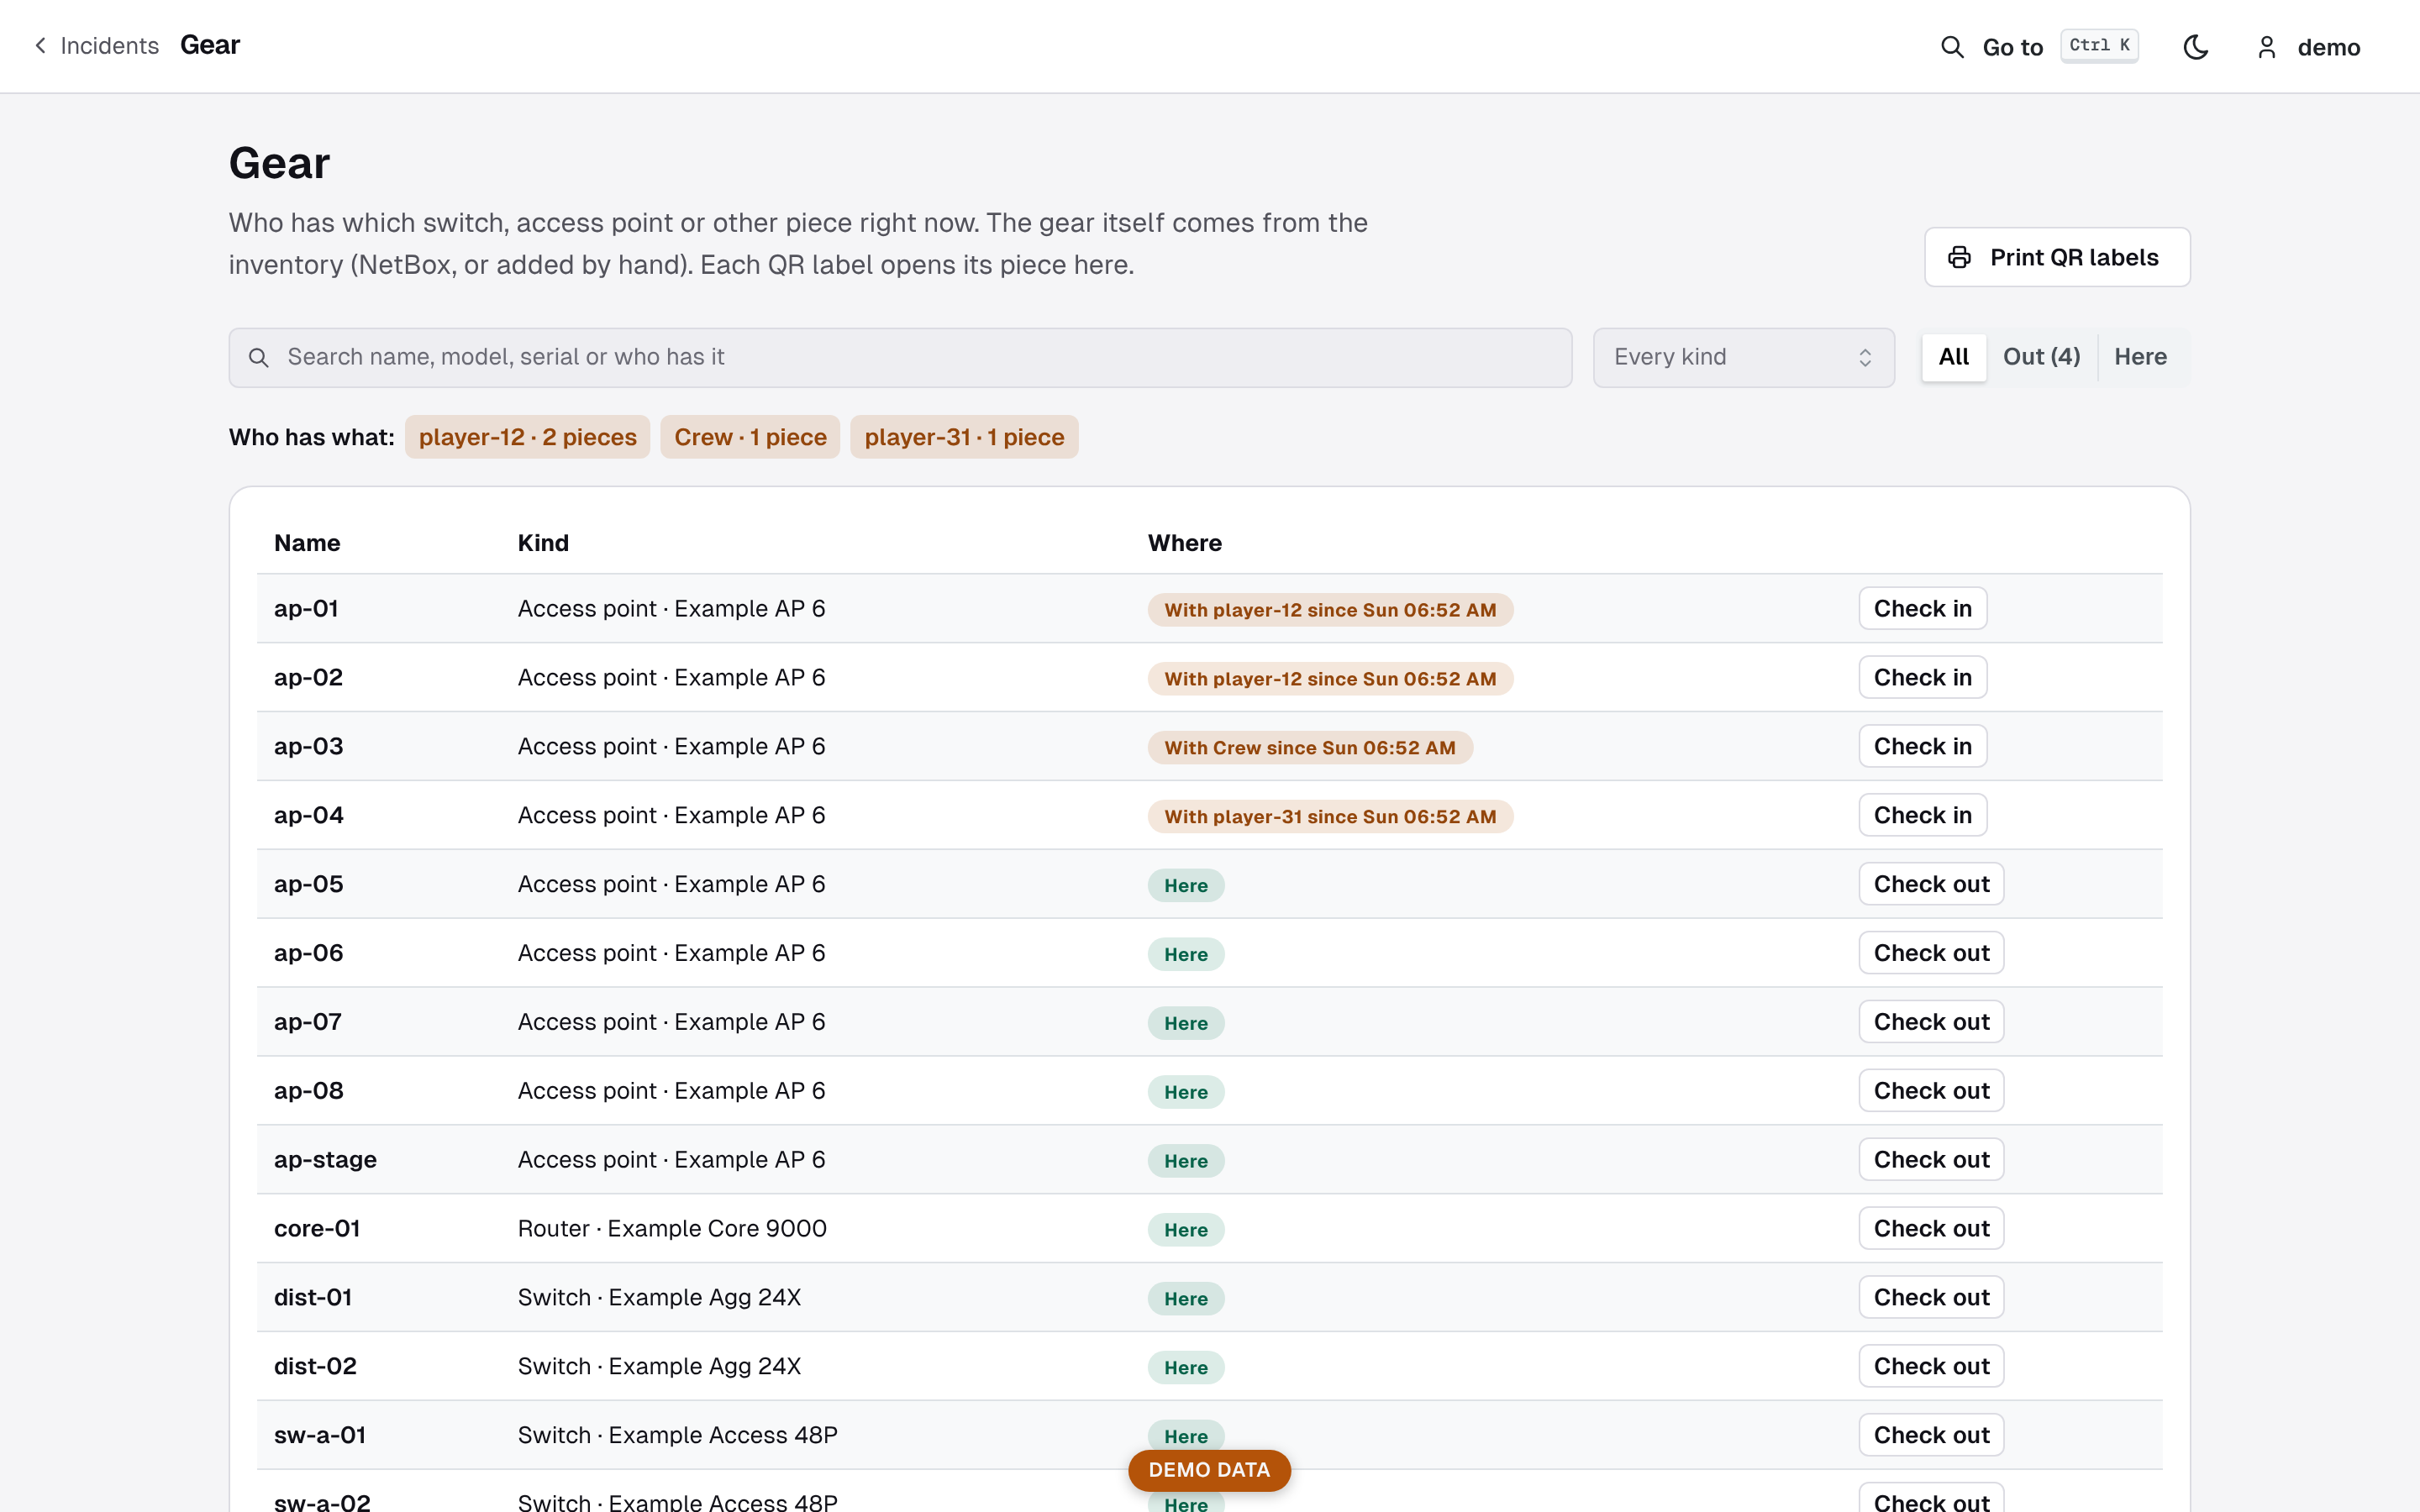 Incidents Gear Go to Ctrl K demo
Gear
Who has which switch, access point or other piece right now. The gear itself comes from the
inventory (NetBox, or added by hand). Each QR label opens its piece here.
Print QR labels
Search name, model, serial or who has it Every kind All Out (4) Here
Who has what: player-12 · 2 pieces Crew · 1 piece player-31 · 1 piece
Name Kind Where
ap-01 Access point · Example AP 6 With player-12 since Sun 06:52 AM Check in
ap-02 Access point · Example AP 6 With player-12 since Sun 06:52 AM Check in
ap-03 Access point · Example AP 6 With Crew since Sun 06:52 AM Check in
ap-04 Access point · Example AP 6 With player-31 since Sun 06:52 AM Check in
ap-05 Access point · Example AP 6 Here Check out
ap-06 Access point · Example AP 6 Here Check out
ap-07 Access point · Example AP 6 Here Check out
ap-08 Access point · Example AP 6 Here Check out
ap-stage Access point · Example AP 6 Here Check out
core-01 Router · Example Core 9000 Here Check out
dist-01 Switch · Example Agg 24X Here Check out
dist-02 Switch · Example Agg 24X Here Check out
sw-a-01 Switch · Example Access 48P Here Check out
DEMO DATA
sw-a-02 Switch · Example Access 48P Here Check out